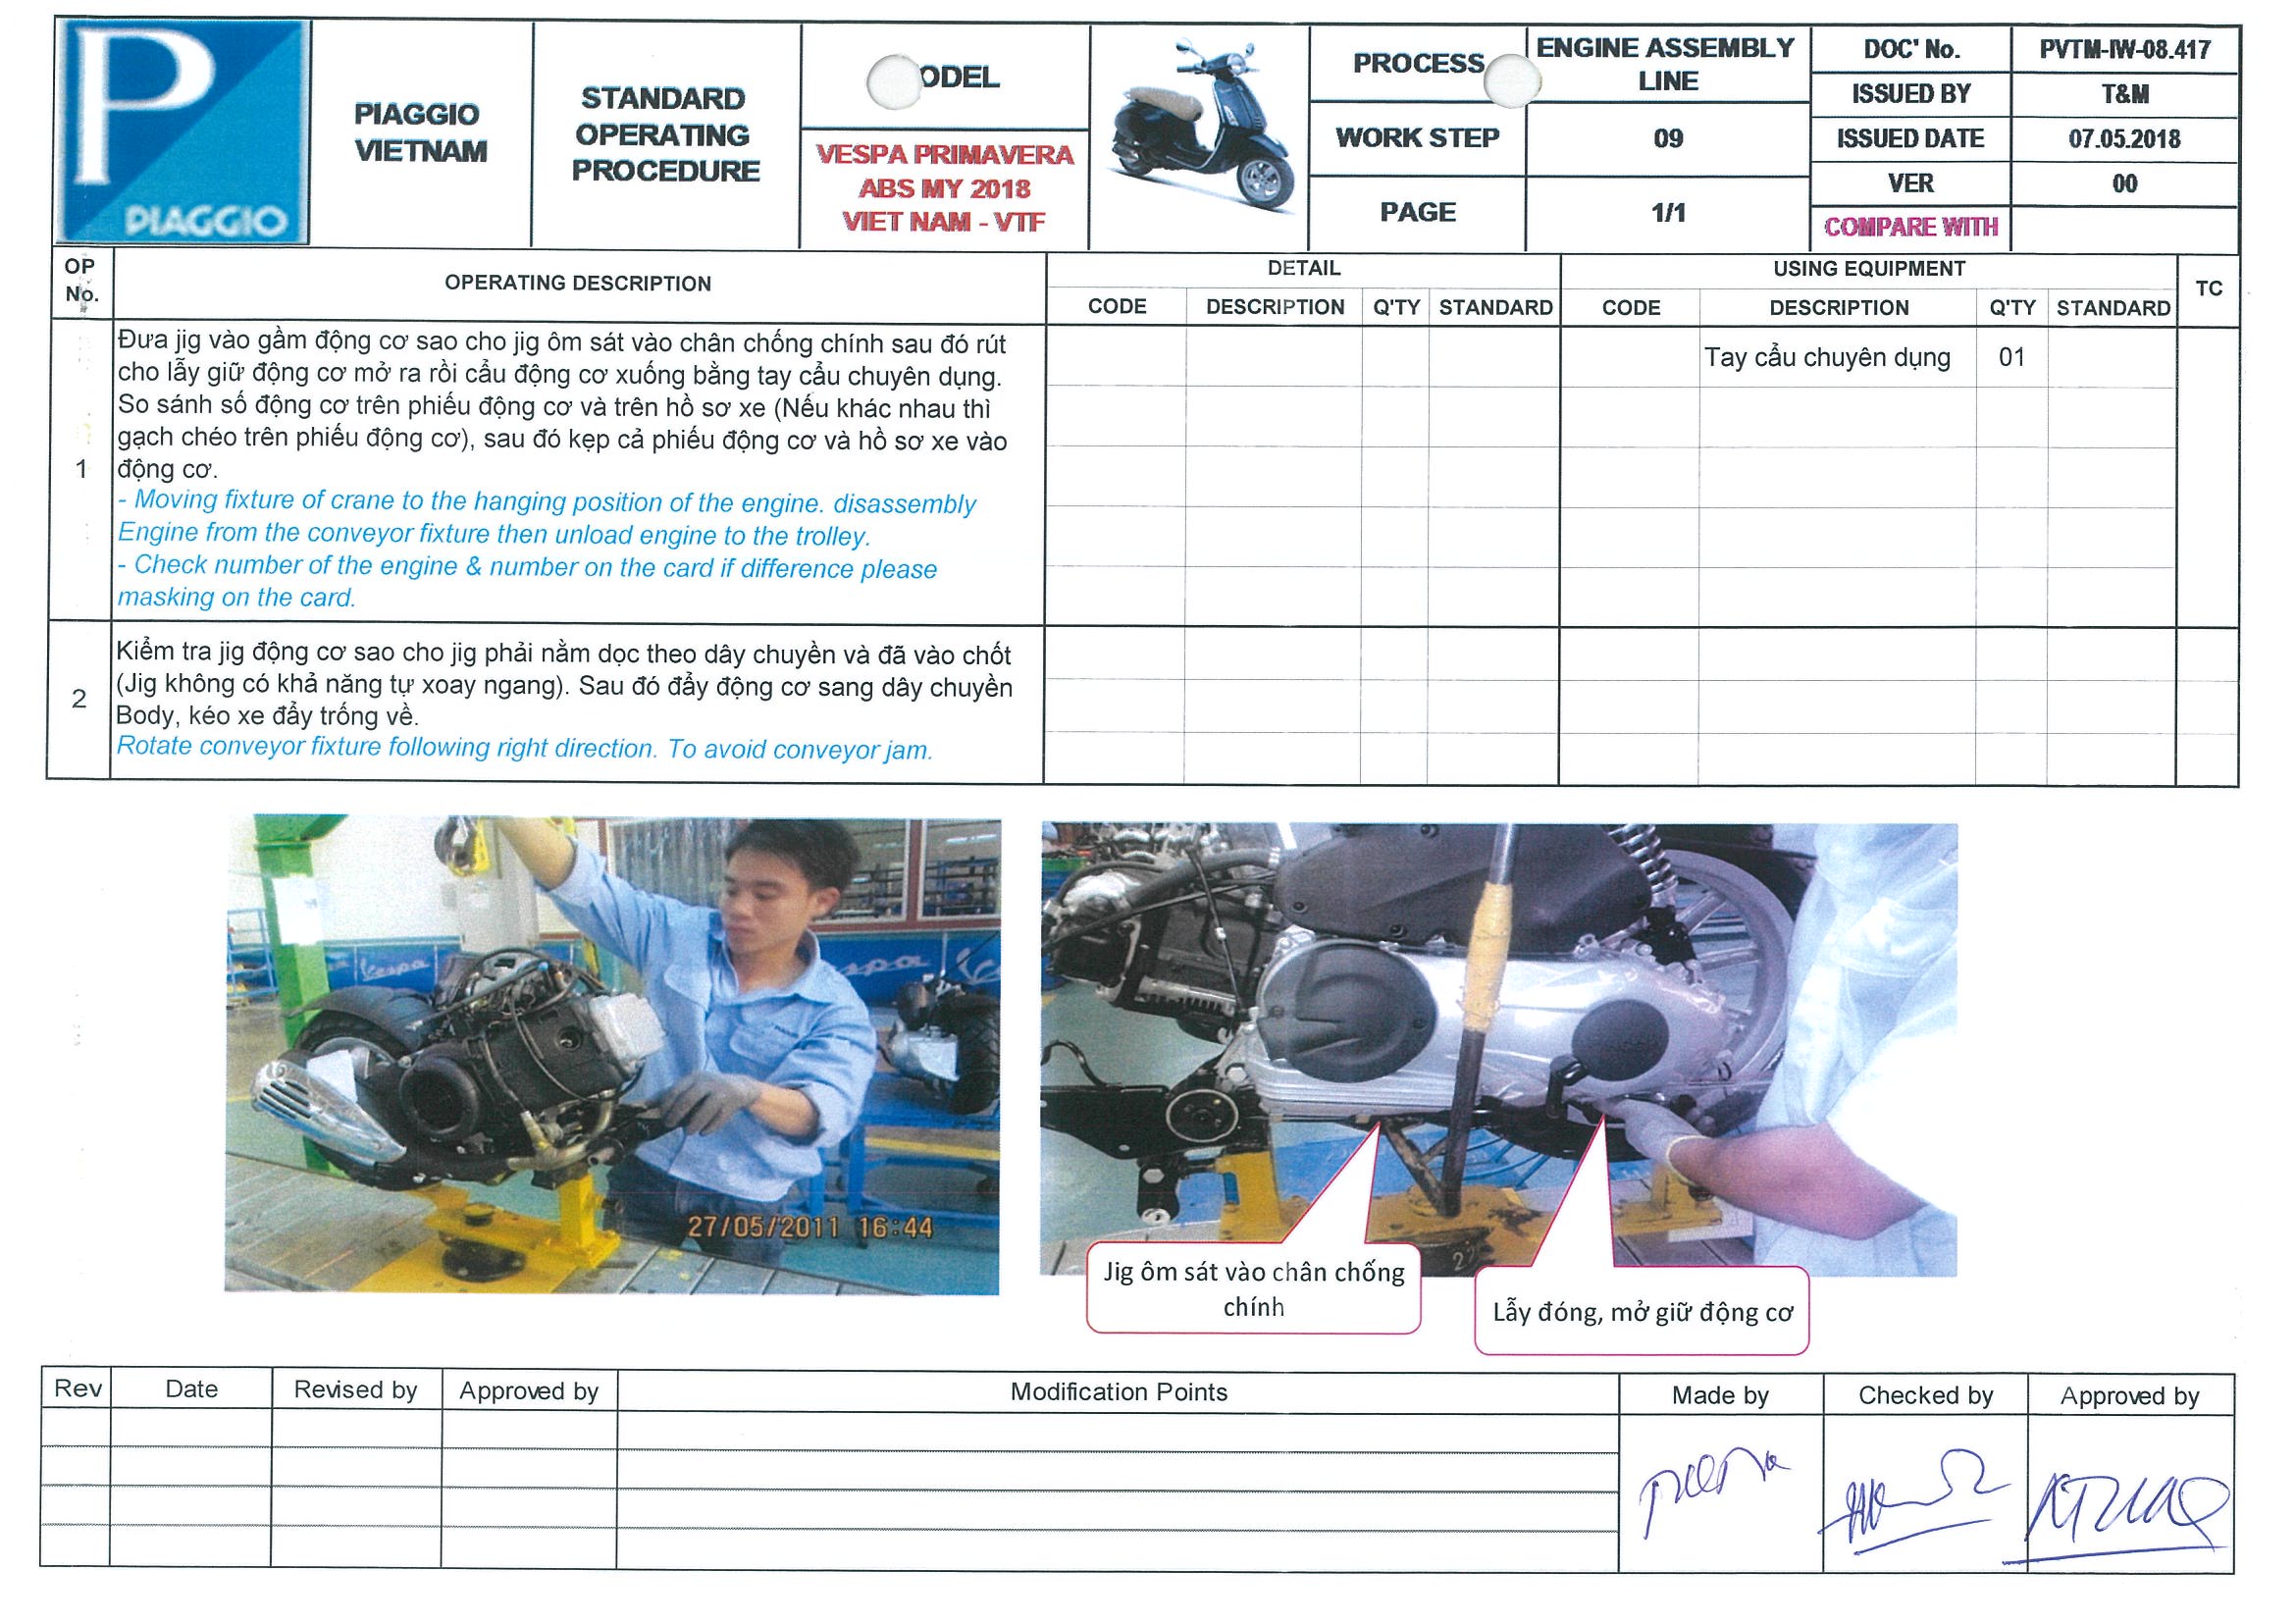 P
PIAGGIO
PIAGGIO
VIETNAM
STANDARD
OPERATING
PROCEDURE
ODEL
VESPA PRIMAVERA
ABS MY 2018
VIET NAM - VTF
PROCESS
ENGINE ASSEMBLY
LINE
WORK STEP
09
PAGE
1/1
DOC' No.
PVTM-IW-08.417
ISSUED BY
T&M
ISSUED DATE
07.05.2018
VER
00
COMPARE WITH
OP
No.
OPERATING DESCRIPTION
DETAIL
USING EQUIPMENT
TC
CODE
DESCRIPTION
Q'TY
STANDARD
CODE
DESCRIPTION
Q'TY
STANDARD
1
Đưa jig vào gầm động cơ sao cho jig ôm sát vào chân chống chính sau đó rút
cho lẫy giữ động cơ mở ra rồi cẩu động cơ xuống bằng tay cẩu chuyên dụng.
So sánh số động cơ trên phiếu động cơ và trên hồ sơ xe (Nếu khác nhau thì
gạch chéo trên phiếu động cơ), sau đó kẹp cả phiếu động cơ và hồ sơ xe vào
động cơ.
- Moving fixture of crane to the hanging position of the engine. disassembly
Engine from the conveyor fixture then unload engine to the trolley.
- Check number of the engine & number on the card if difference please
masking on the card.
Tay cẩu chuyên dụng
01
2
Kiểm tra jig động cơ sao cho jig phải nằm dọc theo dây chuyền và đã vào chốt
(Jig không có khả năng tự xoay ngang). Sau đó đẩy động cơ sang dây chuyền
Body, kéo xe đẩy trống về.
Rotate conveyor fixture following right direction. To avoid conveyor jam.
Vespa
27/05/2011 16:44
Jig ôm sát vào chân chống
chính
Lẫy đóng, mở giữ động cơ
Rev
Date
Revised by
Approved by
Modification Points
Made by
Checked by
Approved by